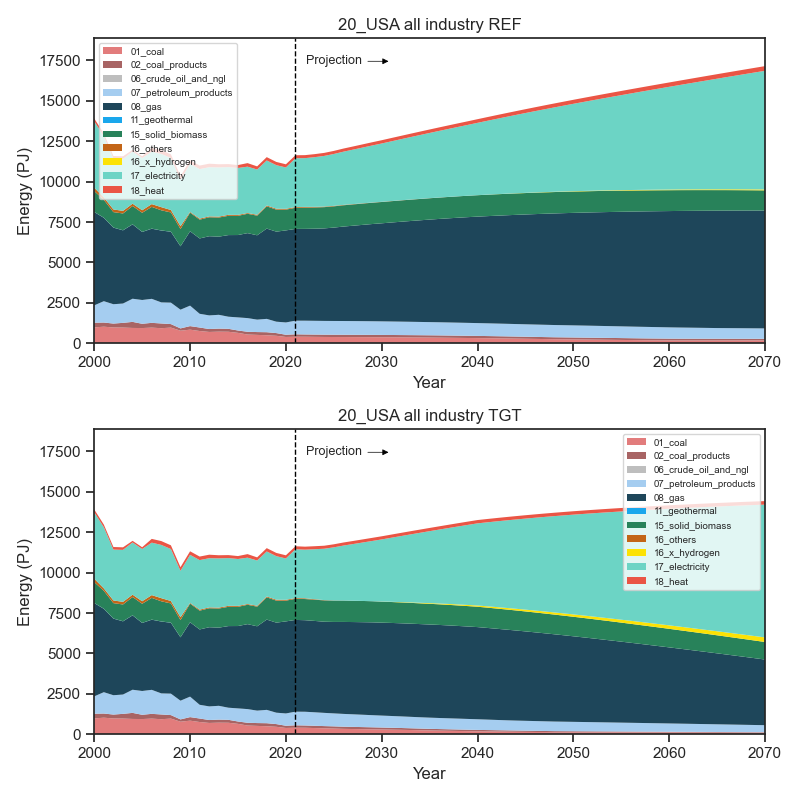 20_USA all industry REF
17500
15000
12500
10000
7500
5000
2500
0
Energy (PJ)
01_coal
02_coal_products
06_crude_oil_and_ngl
07_petroleum_products
08_gas
11_geothermal
15_solid_biomass
16_others
16_x_hydrogen
17_electricity
18_heat
Projection
2000 2010 2020 2030 2040 2050 2060 2070
Year
20_USA all industry TGT
17500
15000
12500
10000
7500
5000
2500
0
Energy (PJ)
Projection
01_coal
02_coal_products
06_crude_oil_and_ngl
07_petroleum_products
08_gas
11_geothermal
15_solid_biomass
16_others
16_x_hydrogen
17_electricity
18_heat
2000 2010 2020 2030 2040 2050 2060 2070
Year